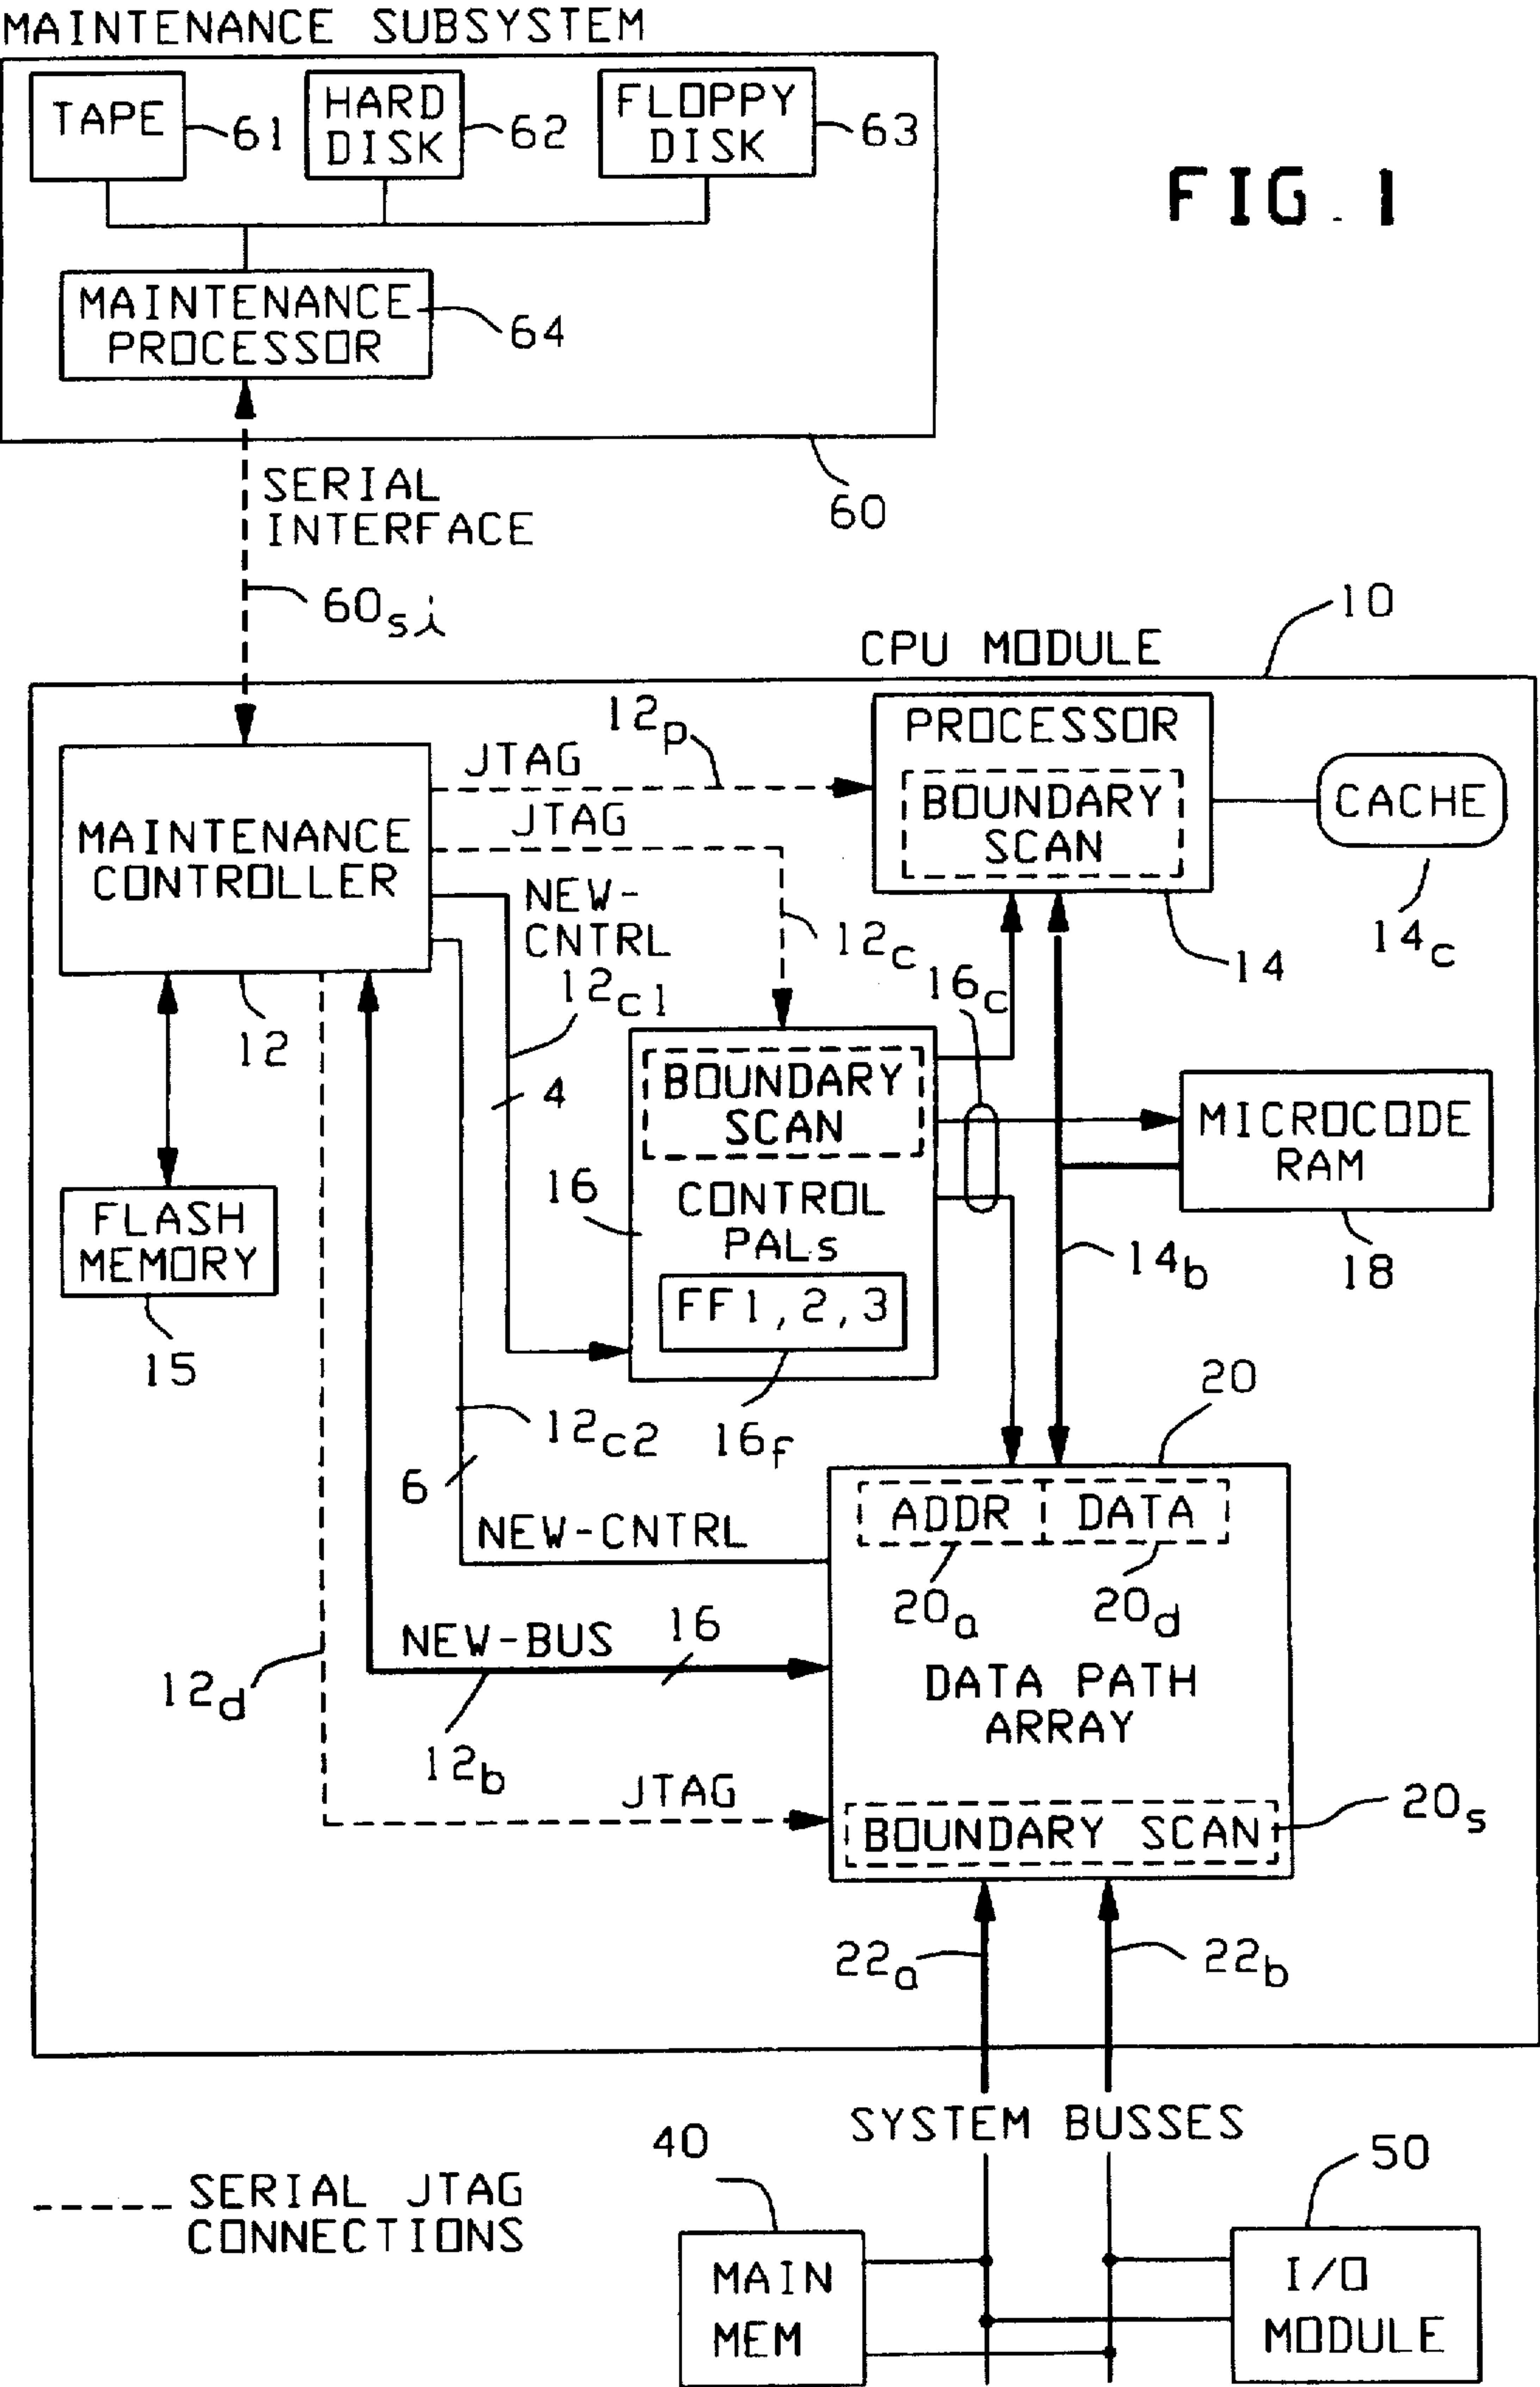 MAINTENANCE SUBSYSTEM
TAPE
61
HARD
DISK
62
FLOPPY
DISK
63
FIG. 1
MAINTENANCE
PROCESSOR
64
SERIAL
INTERFACE
60
60si
10
CPU MODULE
12p
JTAG
PROCESSOR
BOUNDARY
SCAN
CACHE
JTAG
MAINTENANCE
CONTROLLER
NEW-
CNTRL
12c
14c
14
12c1
16c
12
4
BOUNDARY
SCAN
MICROCODE
RAM
16
CONTROL
PALs
FLASH
MEMORY
14b
18
FF1,2,3
15
20
12c2
16f
6
ADDR
DATA
NEW-CNTRL
20a
20d
NEW-BUS
16
DATA PATH
ARRAY
12d
12b
JTAG
20s
BOUNDARY SCAN
22a
22b
SYSTEM BUSSES
40
50
SERIAL JTAG
CONNECTIONS
MAIN
MEM
I/O
MODULE